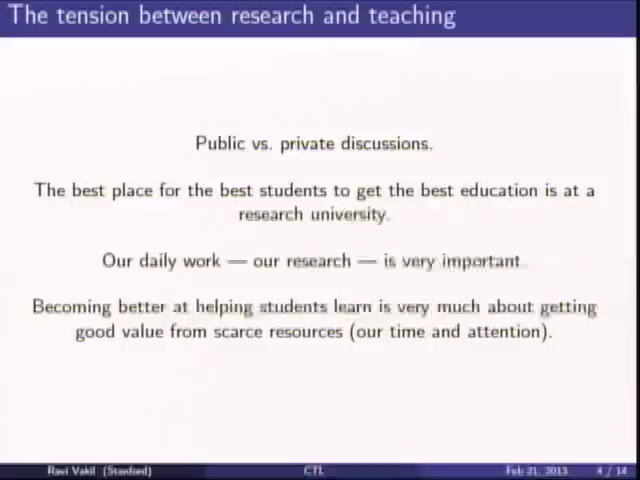 The tension between research and teaching
Public vs. private discussions.
The best place for the best students to get the best education is at a
research university.
Our daily work — our research — is very important
Becoming better at helping students learn is very much about getting
good value from scarce resources (our time and attention).
Ravi Vakil (Stanford) CTL Feb 21, 2013 4 / 14